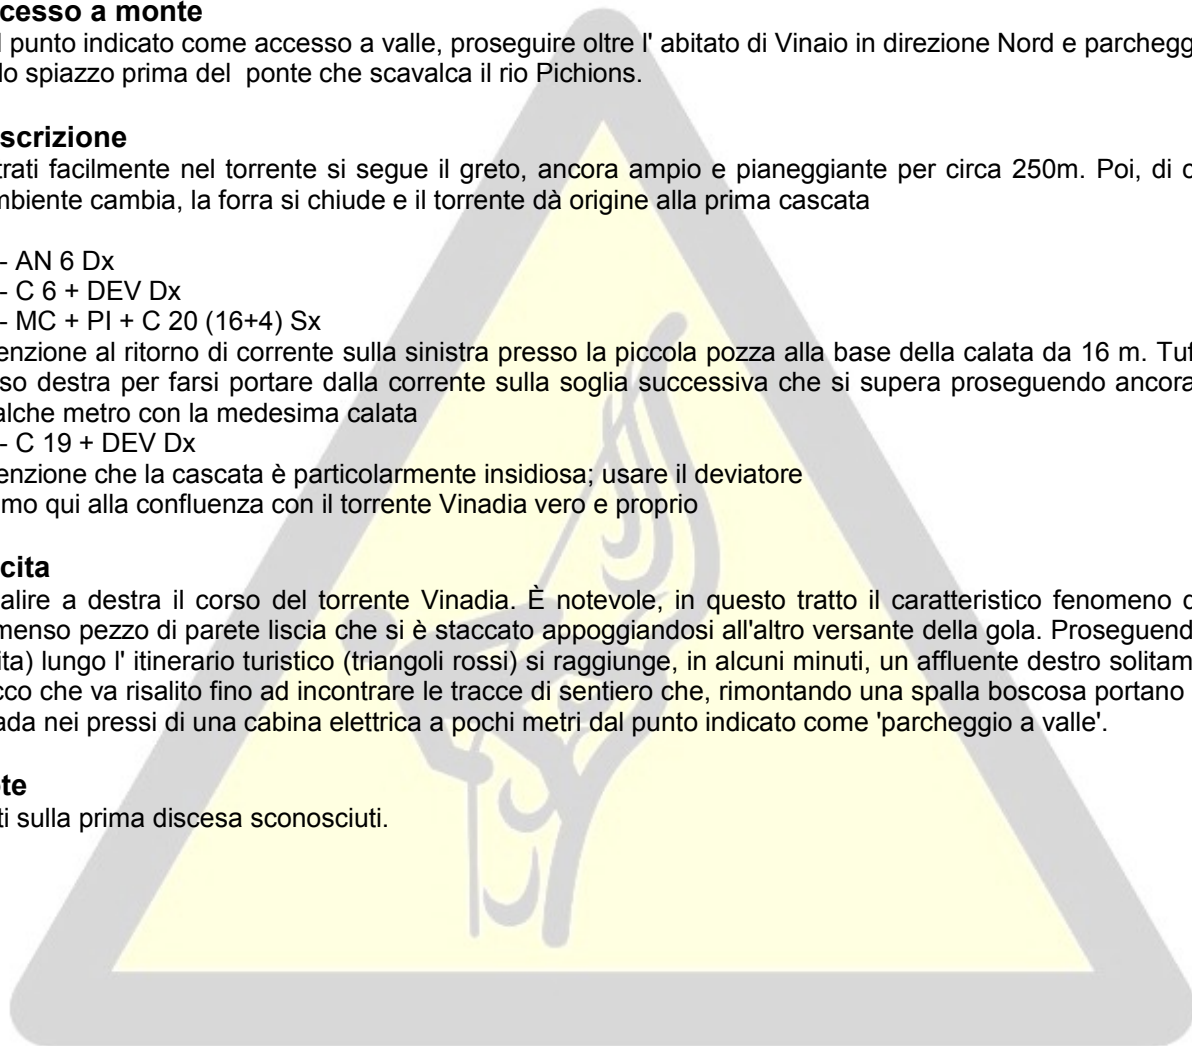 cesso a monte
l punto indicato come accesso a valle, proseguire oltre l' abitato di Vinaio in direzione Nord e parchegg
lo spiazzo prima del ponte che scavalca il rio Pichions.
scrizione
trati facilmente nel torrente si segue il greto, ancora ampio e pianeggiante per circa 250m. Poi, di c
mbiente cambia, la forra si chiude e il torrente dà origine alla prima cascata
- AN 6 Dx
- C 6 + DEV Dx
- MC + PI + C 20 (16+4) Sx
enzione al ritorno di corrente sulla sinistra presso la piccola pozza alla base della calata da 16 m. Tuf
so destra per farsi portare dalla corrente sulla soglia successiva che si supera proseguendo ancora
alche metro con la medesima calata
- C 19 + DEV Dx
enzione che la cascata è particolarmente insidiosa; usare il deviatore
mo qui alla confluenza con il torrente Vinadia vero e proprio
cita
alire a destra il corso del torrente Vinadia. È notevole, in questo tratto il caratteristico fenomeno d
menso pezzo di parete liscia che si è staccato appoggiandosi all'altro versante della gola. Proseguend
ita) lungo l' itinerario turistico (triangoli rossi) si raggiunge, in alcuni minuti, un affluente destro solitam
cco che va risalito fino ad incontrare le tracce di sentiero che, rimontando una spalla boscosa portano
ada nei pressi di una cabina elettrica a pochi metri dal punto indicato come 'parcheggio a valle'.
te
ti sulla prima discesa sconosciuti.